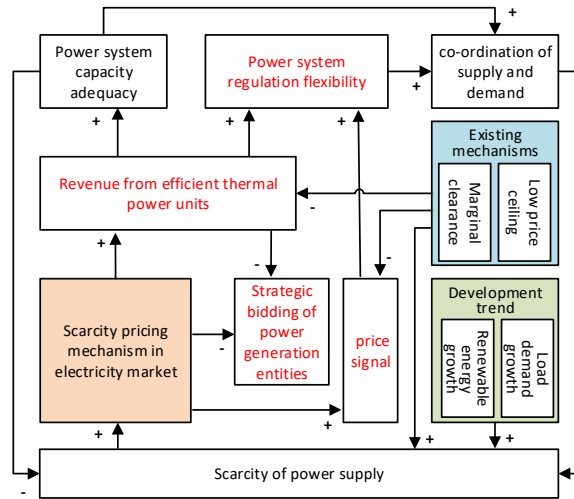 +
Power system
capacity
adequacy
Power system
regulation flexibility
co-ordination of
supply and
demand
+
+
+
+
Existing
mechanisms
Marginal
clearance
Low price
ceiling
Revenue from efficient thermal
power units
-
+
-
-
-
Scarcity pricing
mechanism in
electricity market
Strategic
bidding of
power
generation
entities
price
signal
Development
trend
Renewable
energy
growth
Load
demand
growth
-
+
+
+
+
Scarcity of power supply
-
+